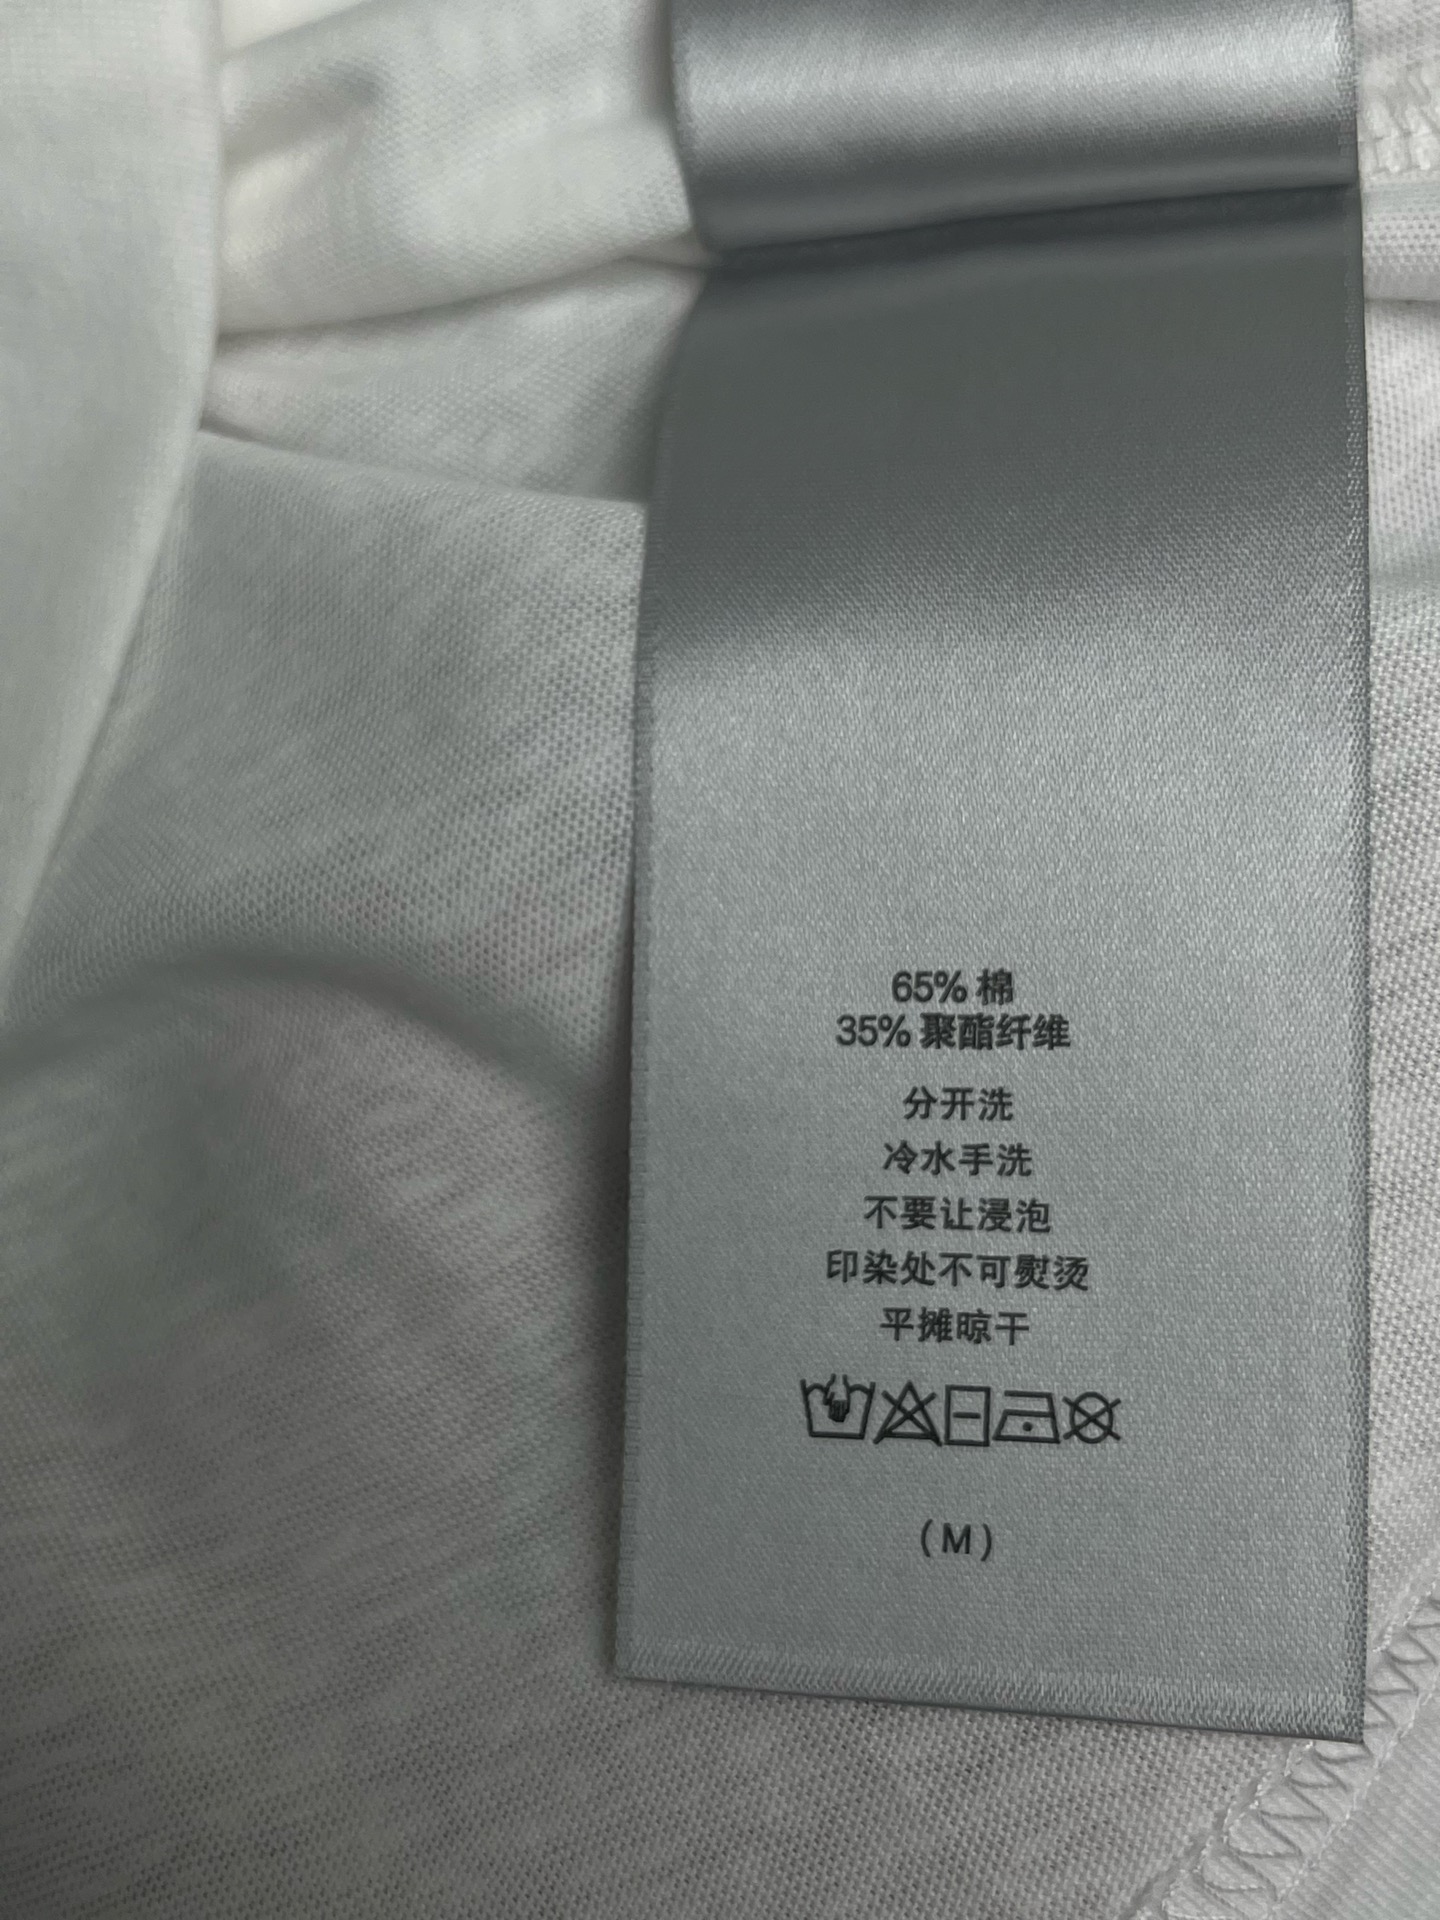 65% 棉
35% 聚酯纤维
分开洗
冷水手洗
不要让浸泡
印染处不可熨烫
平摊晾干
(M)